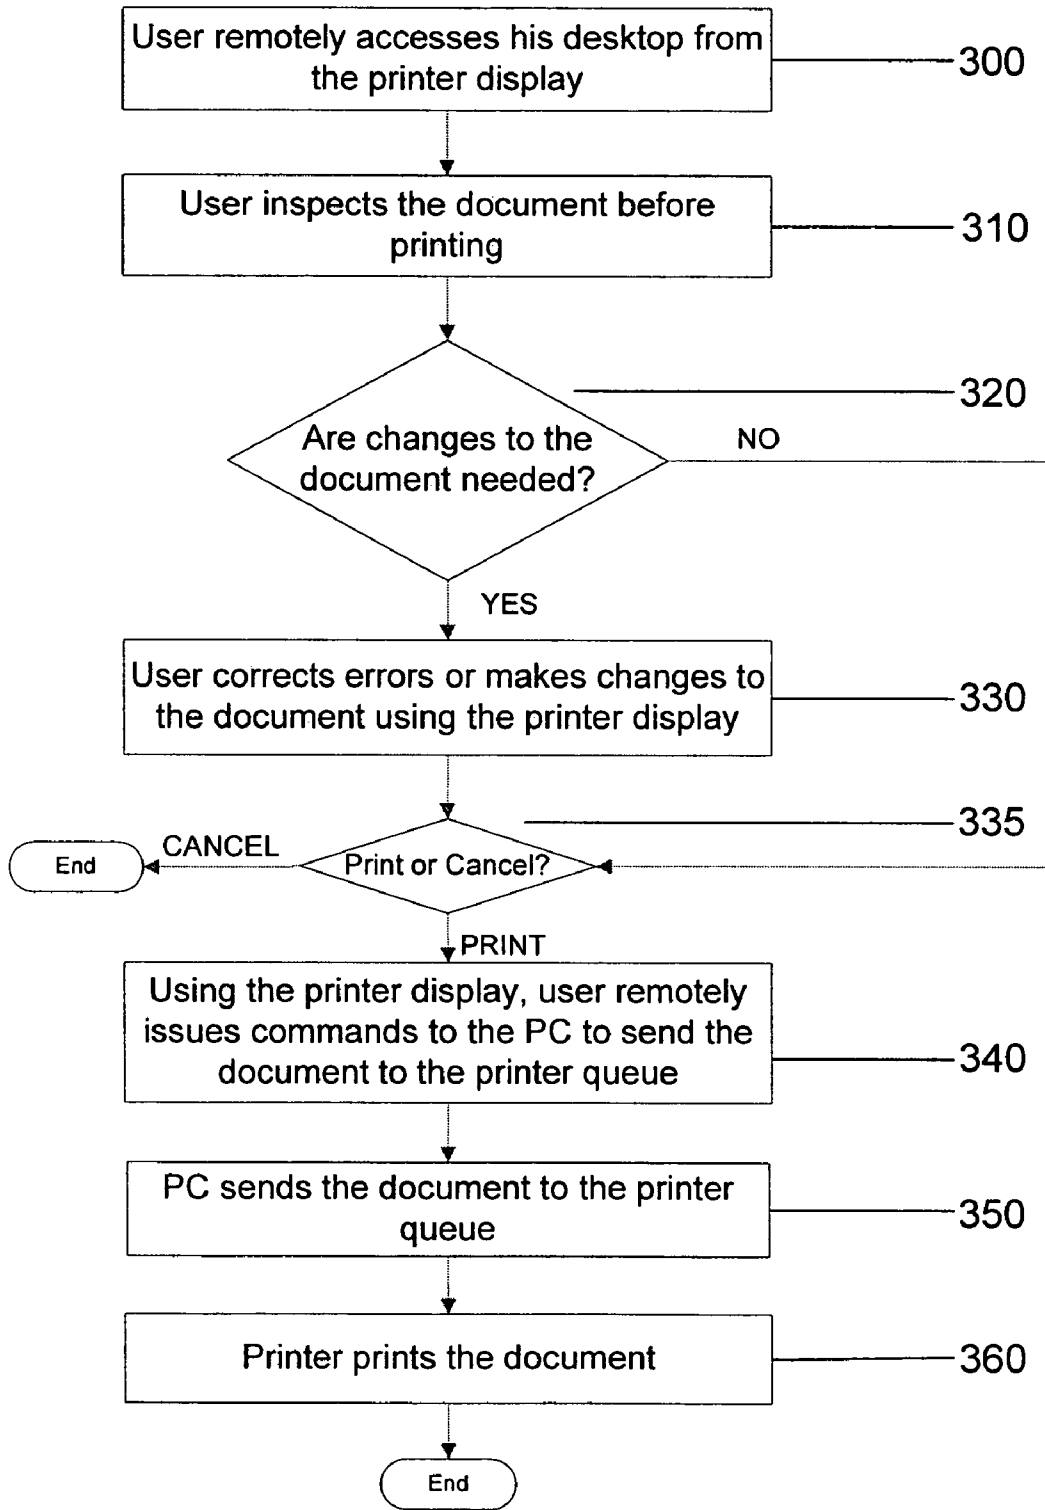 User remotely accesses his desktop from
the printer display
300
User inspects the document before
printing
310
320
Are changes to the
document needed?
NO
YES
User corrects errors or makes changes to
the document using the printer display
330
335
End
CANCEL
Print or Cancel?
PRINT
Using the printer display, user remotely
issues commands to the PC to send the
document to the printer queue
340
PC sends the document to the printer
queue
350
Printer prints the document
360
End